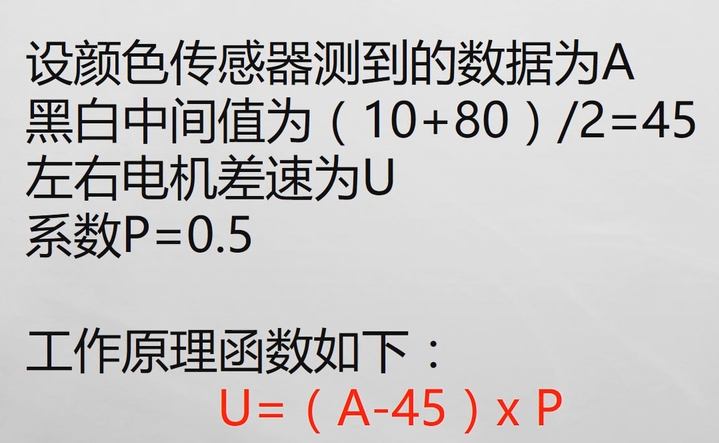 设颜色传感器测到的数据为A
黑白中间值为（10+80）/2=45
左右电机差速为U
系数P=0.5
工作原理函数如下：
U=（A-45）x P